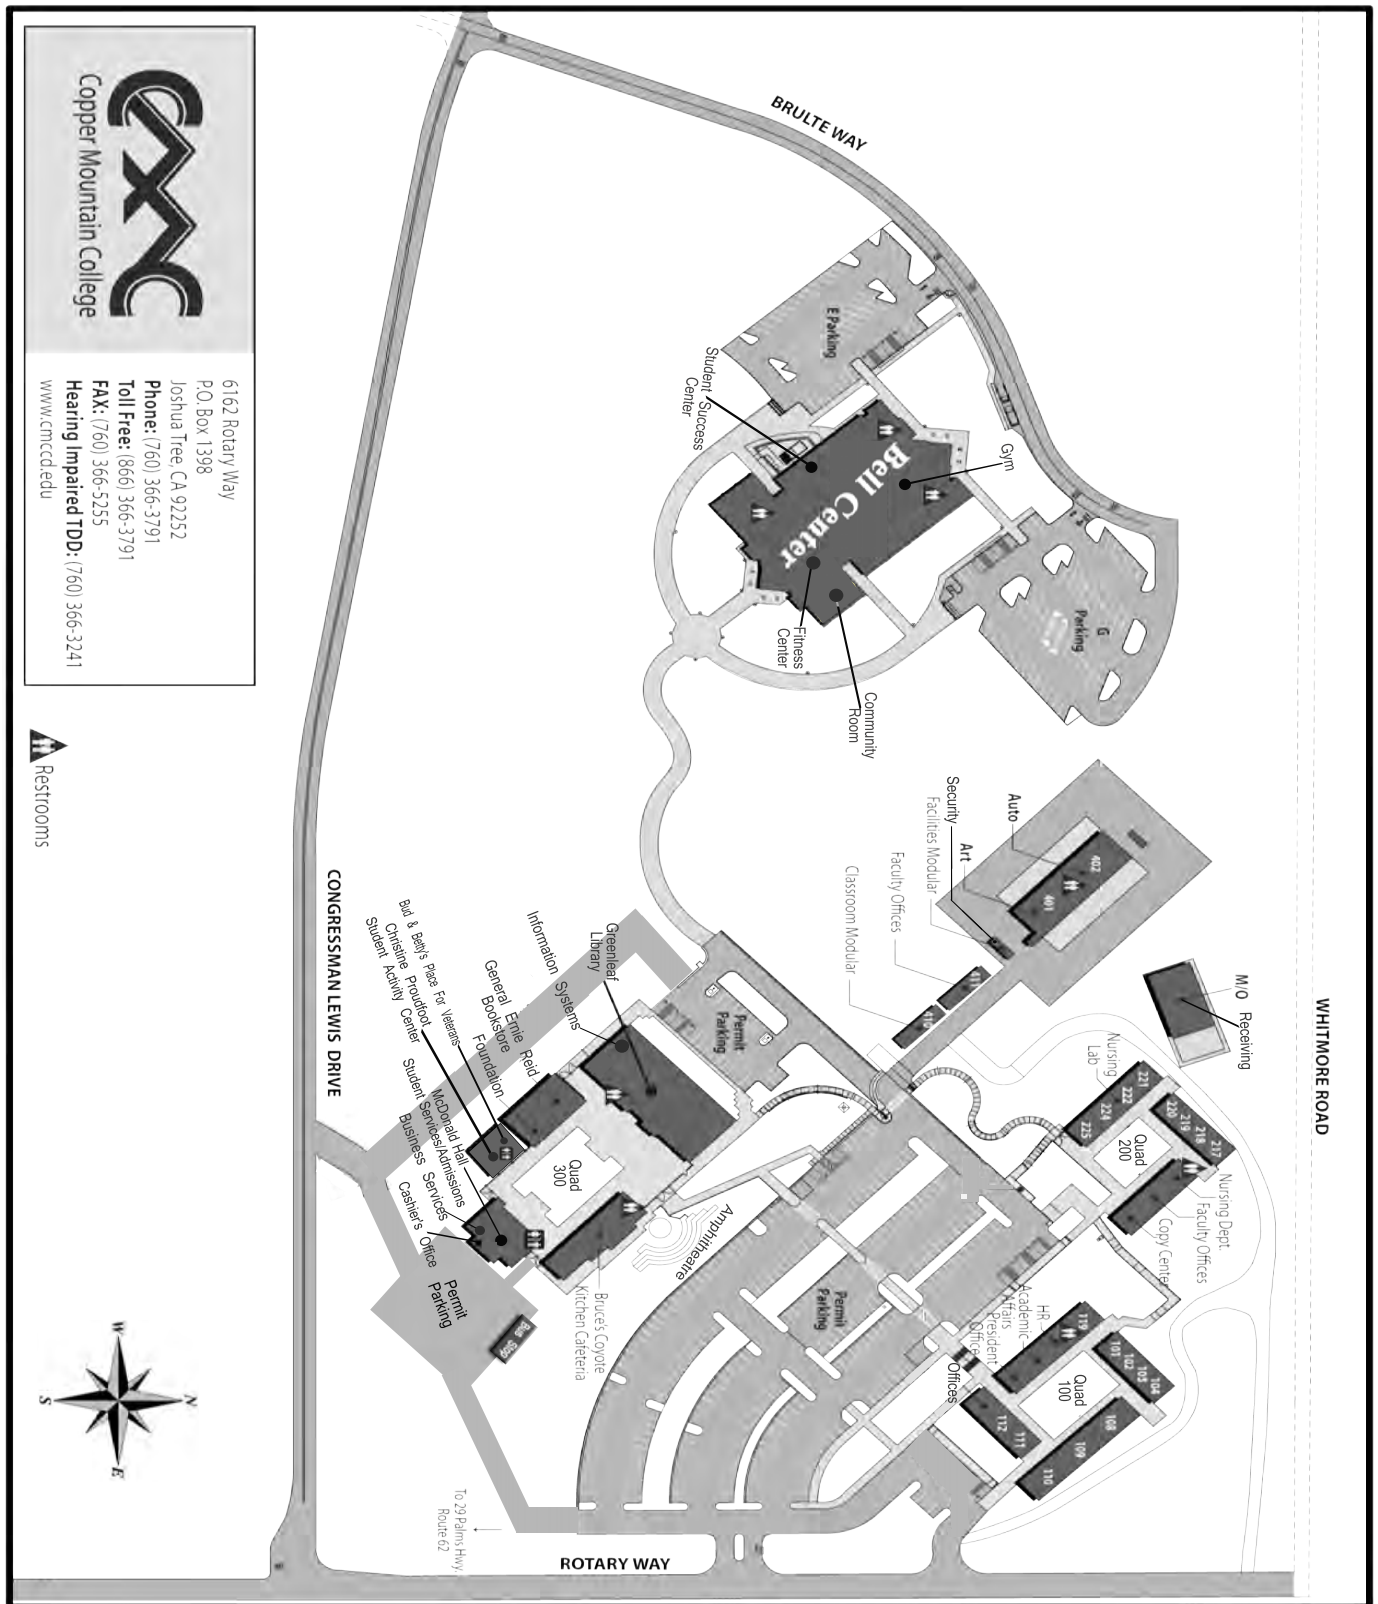 WHITMORE ROAD
BRULTE WAY
E Parking
Student Success
Center
Bell Center
Gym
Fitness
Center
Community
Room
G
Parking
Auto
Art
Security
Facilities Modular
Faculty Offices
Classroom Modular
402
401
411
410
M/O Receiving
Nursing
Lab
221
222
224
225
220
219
218
217
Quad
200
Nursing Dept.
Faculty Offices
Copy Center
HR
Academic
Affairs
President
Office
Offices
119
101
102
103
104
Quad
100
108
109
110
111
112
Permit
Parking
Permit
Parking
Greenleaf
Library
Information Systems
General Ernie Reid
Bookstore
Foundation
Bud & Betty's Place For Veterans
Christine Proudfoot
Student Activity Center
McDonald Hall
Student Services/Admissions
Business Services
Cashier's Office
Quad
300
Amphitheatre
Bruce's Coyote
Kitchen Cafeteria
Permit
Parking
Bus Stop
CONGRESSMAN LEWIS DRIVE
ROTARY WAY
To 29 Palms Hwy.
Route 62
N
W
E
S
CMC
Copper Mountain College
6162 Rotary Way
P.O. Box 1398
Joshua Tree, CA 92252
Phone: (760) 366-3791
Toll Free: (866) 366-3791
FAX: (760) 366-5255
Hearing Impaired TDD: (760) 366-3241
www.cmccd.edu
Restrooms